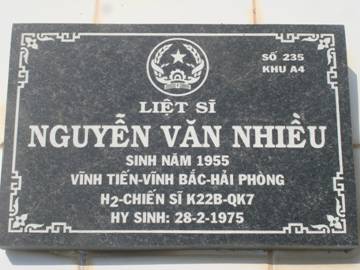 SỐ 235
KHU A4
LIỆT SĨ
NGUYỄN VĂN NHIỀU
SINH NĂM 1955
VĨNH TIẾN-VĨNH BẮC-HẢI PHÒNG
H2-CHIẾN SĨ K22B-QK7
HY SINH: 28-2-1975